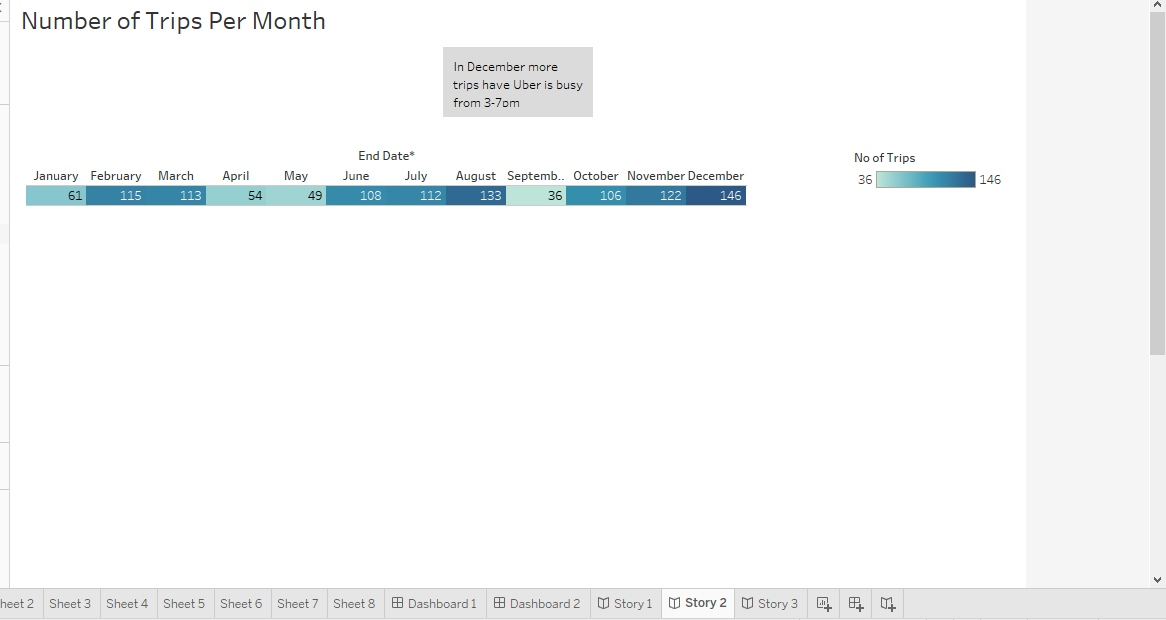 Number of Trips Per Month
In December more
trips have Uber is busy
from 3-7pm
End Date*
January February March April May June July August Septemb.. October November December
61 115 113 54 49 108 112 133 36 106 122 146
No of Trips
36 146
heet 2 Sheet 3 Sheet 4 Sheet 5 Sheet 6 Sheet 7 Sheet 8 Dashboard 1 Dashboard 2 Story 1 Story 2 Story 3